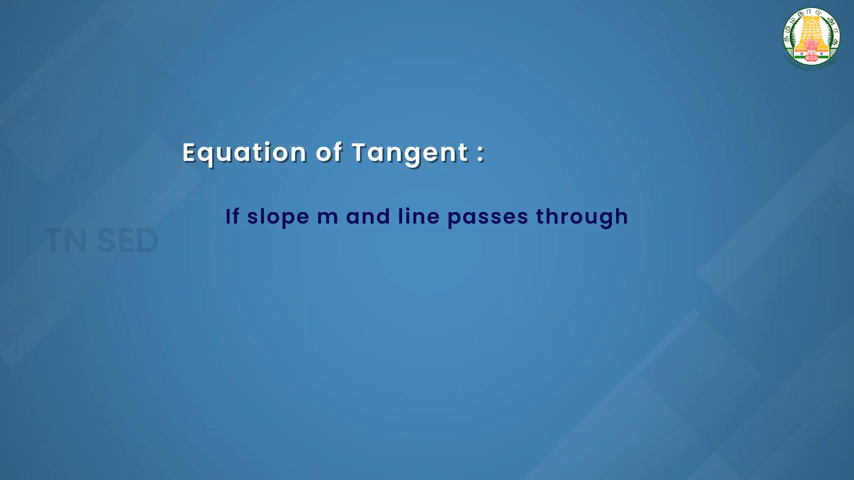 Equation of Tangent :
If slope m and line passes through
TN SED